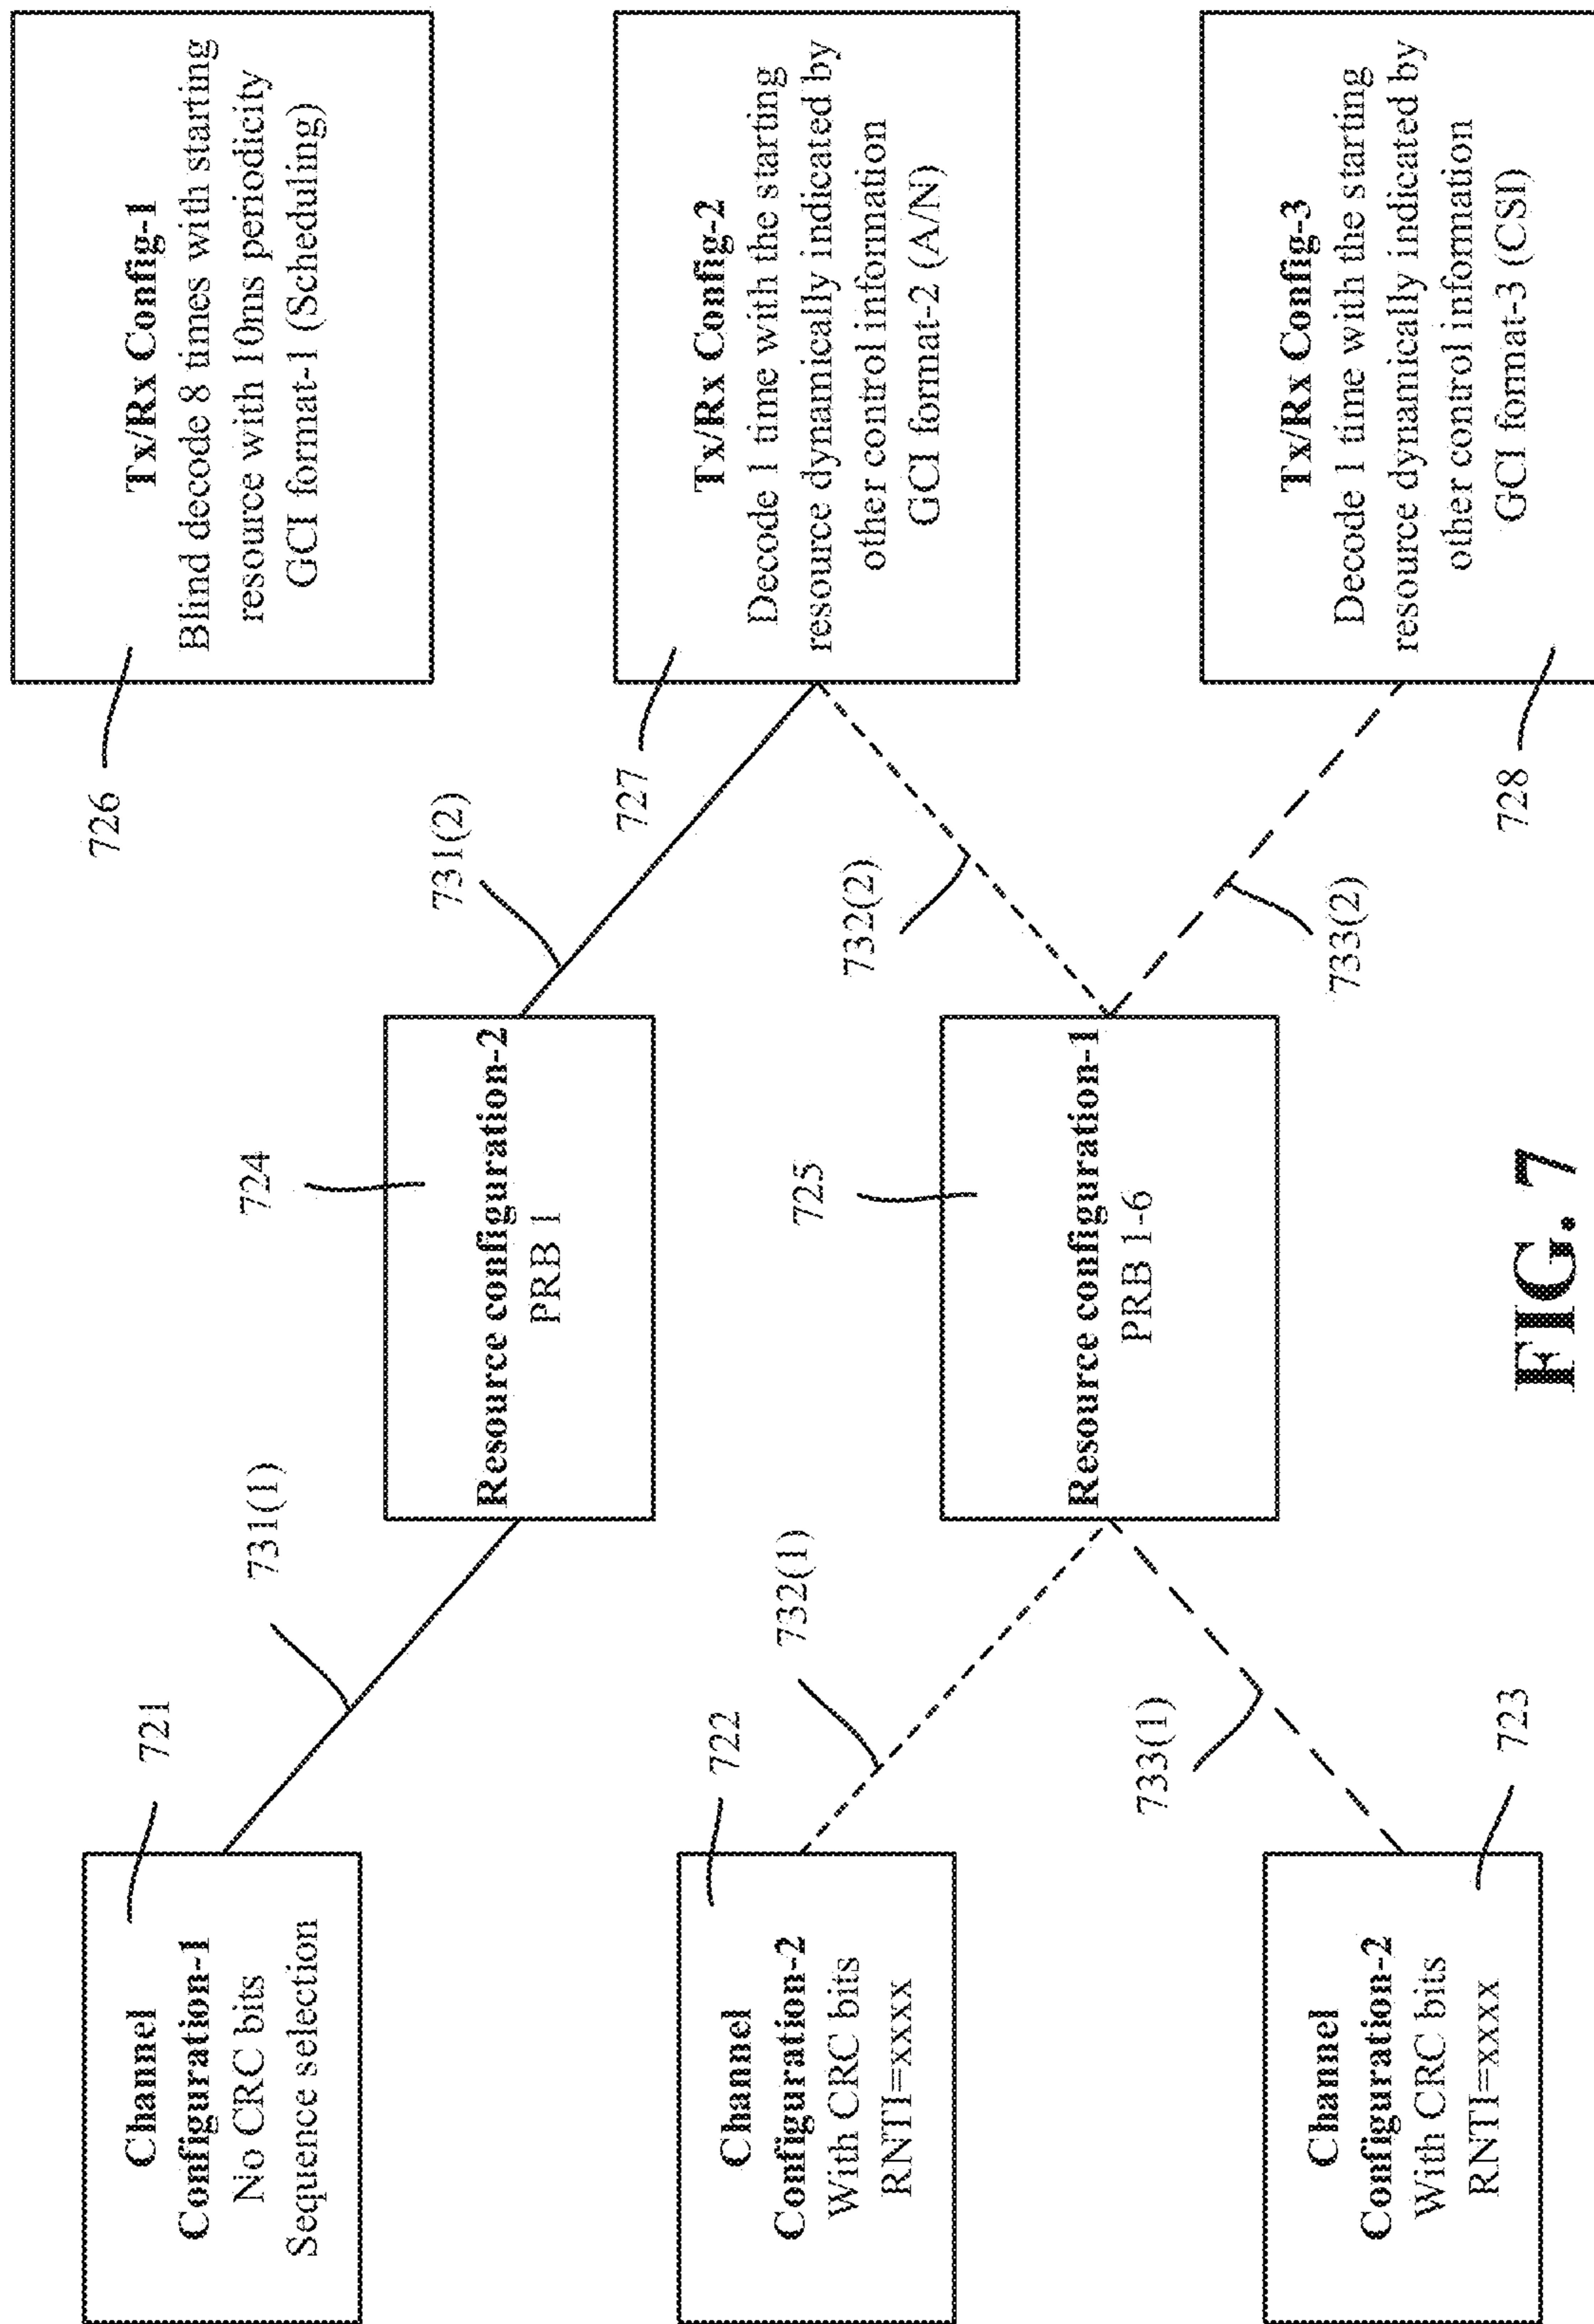 721
Channel
Configuration-1
No CRC bits
Sequence selection
731(1)
724
Resource configuration-2
PRB 1
731(2)
726
Tx/Rx Config-1
Blind decode 8 times with starting
resource with 10ms periodicity
GCI format-1 (Scheduling)
722
Channel
Configuration-2
With CRC bits
RNTI=xxxx
732(1)
725
Resource configuration-1
PRB 1-6
732(2)
727
Tx/Rx Config-2
Decode 1 time with the starting
resource dynamically indicated by
other control information
GCI format-2 (A/N)
723
Channel
Configuration-2
With CRC bits
RNTI=xxxx
733(1)
733(2)
728
Tx/Rx Config-3
Decode 1 time with the starting
resource dynamically indicated by
other control information
GCI format-3 (CSI)
FIG. 7